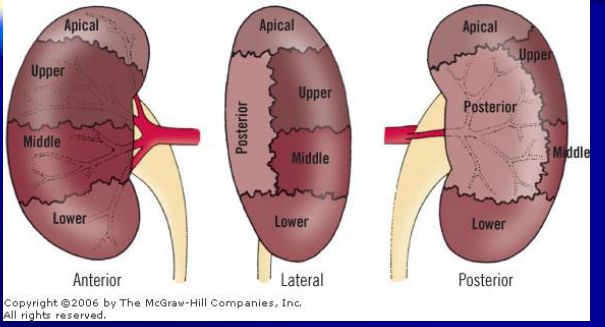 Apical
Upper
Middle
Lower
Anterior
Apical
Posterior
Upper
Middle
Lower
Lateral
Apical
Upper
Posterior
Middle
Lower
Posterior
Copyright ©2006 by The McGraw-Hill Companies, Inc.
All rights reserved.